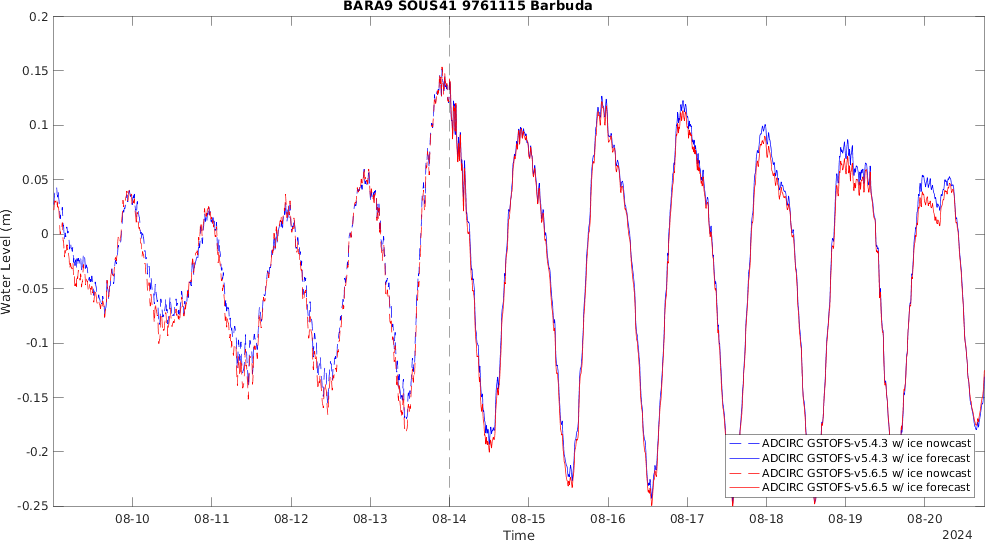 BARA9 SOUS41 9761115 Barbuda
Water Level (m)
0.2
0.15
0.1
0.05
0
-0.05
-0.1
-0.15
-0.2
-0.25
ADCIRC GSTOFS-v5.4.3 w/ ice nowcast
ADCIRC GSTOFS-v5.4.3 w/ ice forecast
ADCIRC GSTOFS-v5.6.5 w/ ice nowcast
ADCIRC GSTOFS-v5.6.5 w/ ice forecast
08-10 08-11 08-12 08-13 08-14 08-15 08-16 08-17 08-18 08-19 08-20
Time
2024